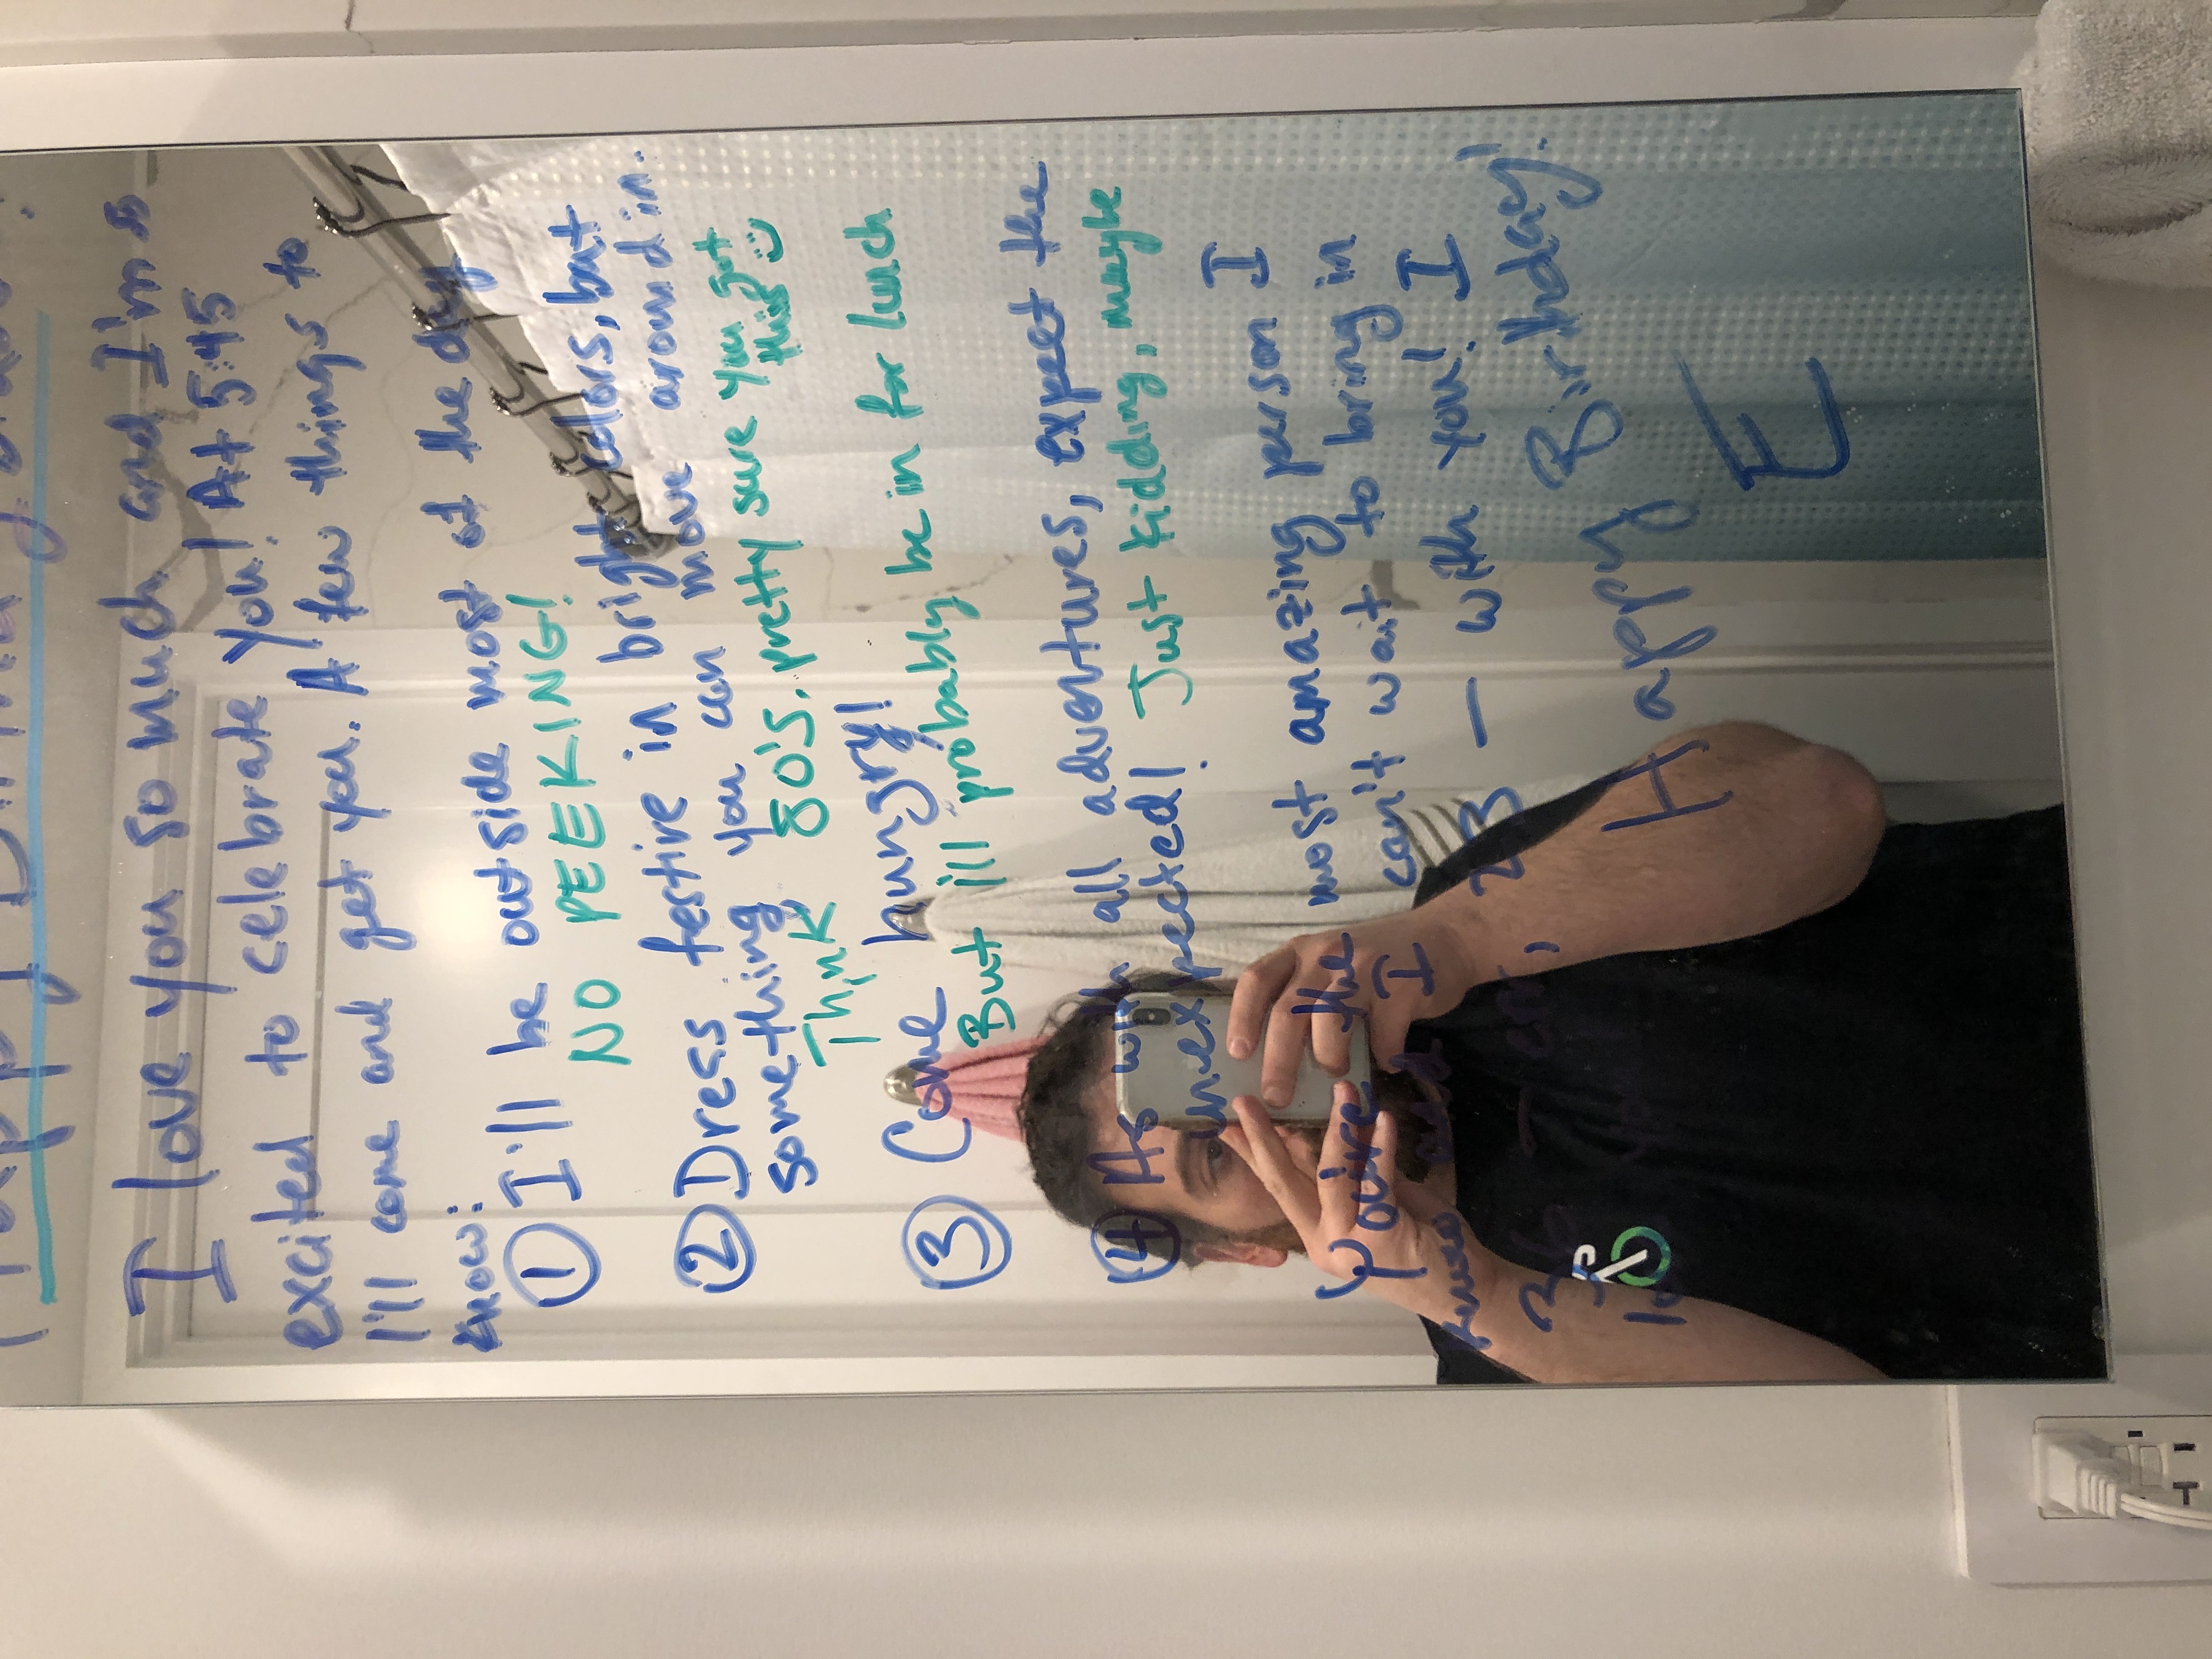 Happy Birthday
I love you so much and I'm so
excited to celebrate you! At 5:45
I'll come and get you. A few things to
know:
① I'll be outside most of the day
NO PEEKING!
② Dress festive in bright colors, but
something you can move around in.
Think 80's, pretty sure you got
this
③ Come hungry!
But i'll probably be in for lunch
④ As with all adventures, expect the
unexpected! Just kidding, maybe
You're the most amazing person I
know and I can't wait to bring in
36 — 23 — with you! I
love you
Happy Birthday!
E